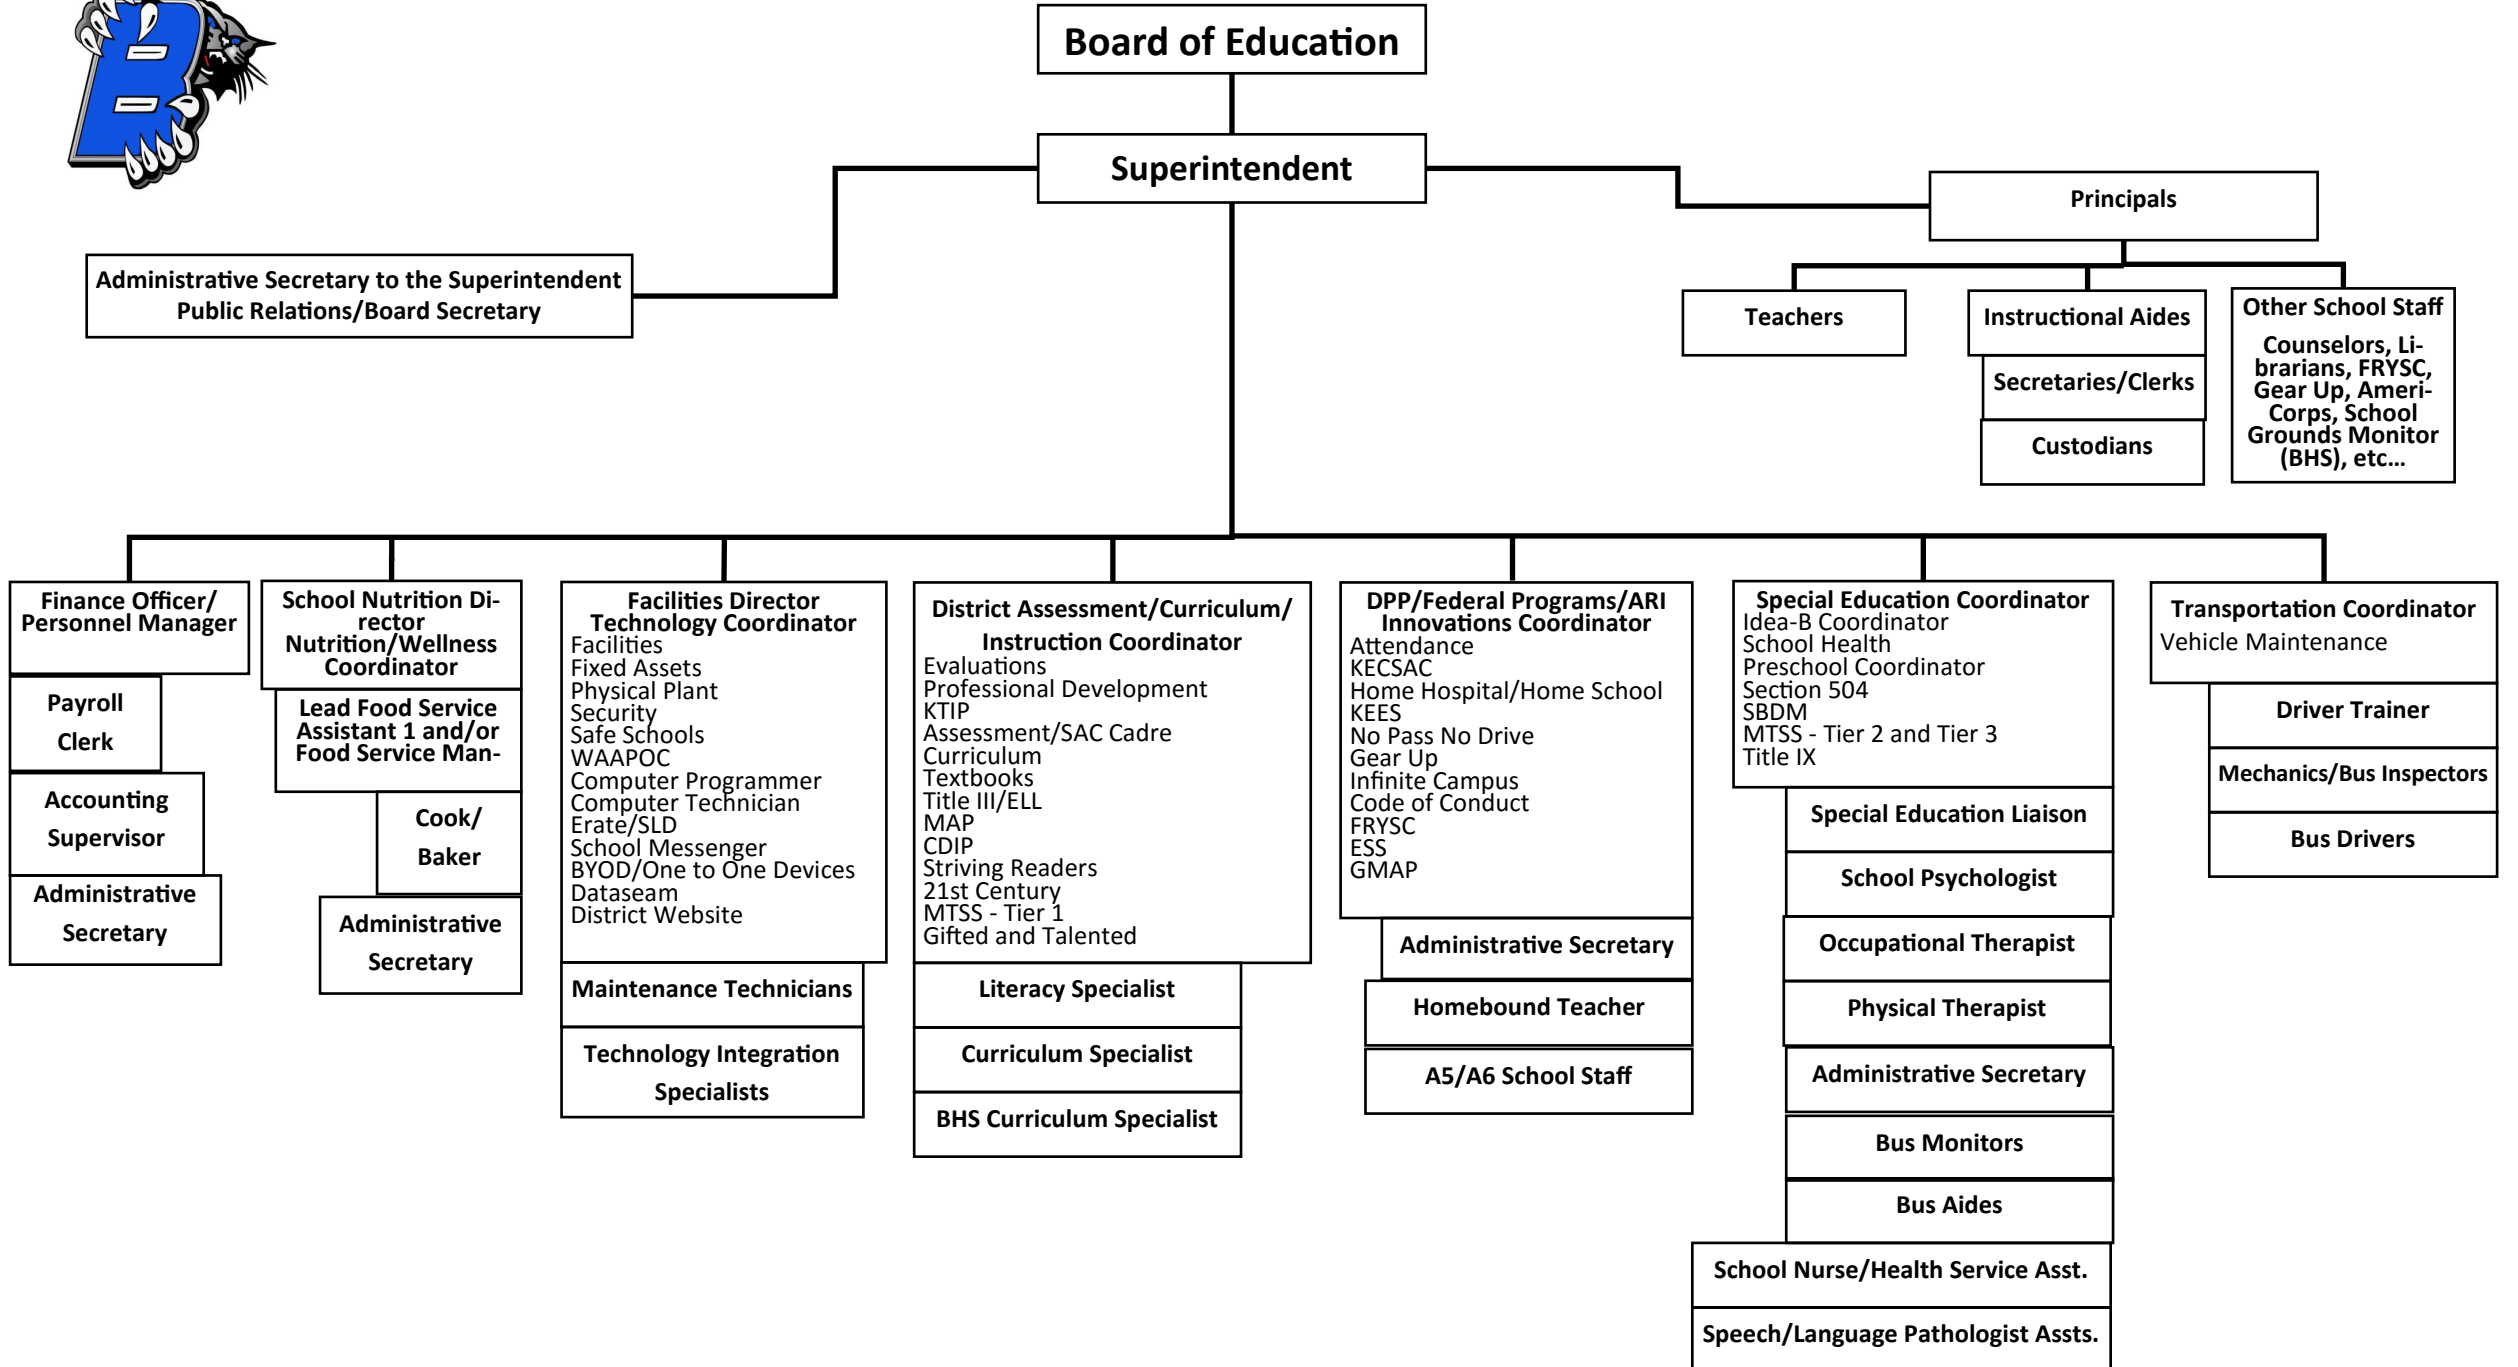 B
Board of Education
Superintendent
Principals
Administrative Secretary to the Superintendent
Public Relations/Board Secretary
Teachers
Instructional Aides
Secretaries/Clerks
Custodians
Other School Staff
Counselors, Li-
brarians, FRYSC,
Gear Up, Ameri-
Corps, School
Grounds Monitor
(BHS), etc...
Finance Officer/
Personnel Manager
Payroll
Clerk
Accounting
Supervisor
Administrative
Secretary
School Nutrition Di-
rector
Nutrition/Wellness
Coordinator
Lead Food Service
Assistant 1 and/or
Food Service Man-
Cook/
Baker
Administrative
Secretary
Facilities Director
Technology Coordinator
Facilities
Fixed Assets
Physical Plant
Security
Safe Schools
WAAPOC
Computer Programmer
Computer Technician
Erate/SLD
School Messenger
BYOD/One to One Devices
Dataseam
District Website
Maintenance Technicians
Technology Integration
Specialists
District Assessment/Curriculum/
Instruction Coordinator
Evaluations
Professional Development
KTIP
Assessment/SAC Cadre
Curriculum
Textbooks
Title III/ELL
MAP
CDIP
Striving Readers
21st Century
MTSS - Tier 1
Gifted and Talented
Literacy Specialist
Curriculum Specialist
BHS Curriculum Specialist
DPP/Federal Programs/ARI
Innovations Coordinator
Attendance
KECSAC
Home Hospital/Home School
KEES
No Pass No Drive
Gear Up
Infinite Campus
Code of Conduct
FRYSC
ESS
GMAP
Administrative Secretary
Homebound Teacher
A5/A6 School Staff
Special Education Coordinator
Idea-B Coordinator
School Health
Preschool Coordinator
Section 504
SBDM
MTSS - Tier 2 and Tier 3
Title IX
Special Education Liaison
School Psychologist
Occupational Therapist
Physical Therapist
Administrative Secretary
Bus Monitors
Bus Aides
School Nurse/Health Service Asst.
Speech/Language Pathologist Assts.
Transportation Coordinator
Vehicle Maintenance
Driver Trainer
Mechanics/Bus Inspectors
Bus Drivers